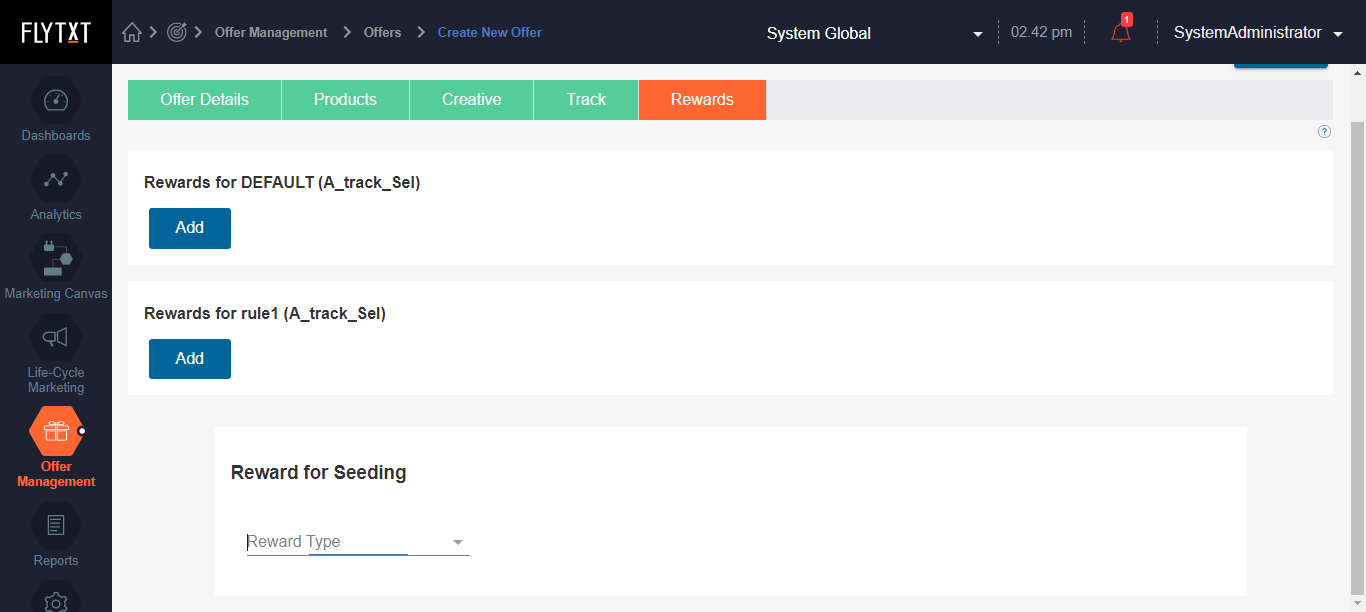 FLYTXT
Offer Management
Offers
Create New Offer
System Global
02.42 pm
1
SystemAdministrator
Dashboards
Analytics
Marketing Canvas
Life-Cycle
Marketing
Offer
Management
Reports
Offer Details
Products
Creative
Track
Rewards
?
Rewards for DEFAULT (A_track_Sel)
Add
Rewards for rule1 (A_track_Sel)
Add
Reward for Seeding
Reward Type